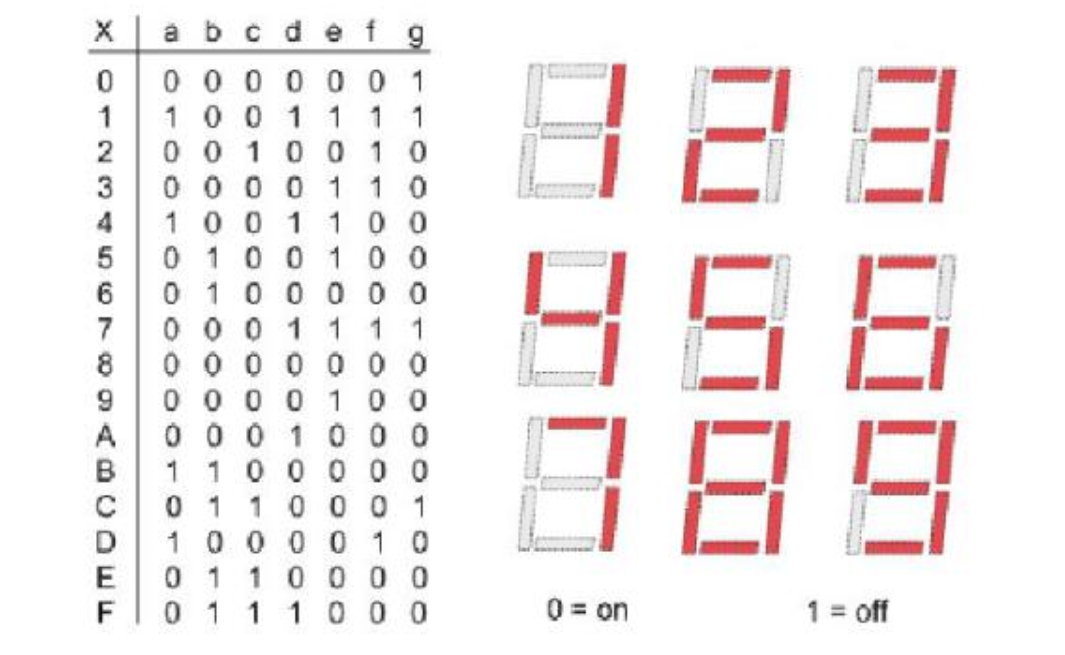 X a b c d e f g
0 0 0 0 0 0 0 1
1 1 0 0 1 1 1 1
2 0 0 1 0 0 1 0
3 0 0 0 0 1 1 0
4 1 0 0 1 1 0 0
5 0 1 0 0 1 0 0
6 0 1 0 0 0 0 0
7 0 0 0 1 1 1 1
8 0 0 0 0 0 0 0
9 0 0 0 0 1 0 0
A 0 0 0 1 0 0 0
B 1 1 0 0 0 0 0
C 0 1 1 0 0 0 1
D 1 0 0 0 0 1 0
E 0 1 1 0 0 0 0
F 0 1 1 1 0 0 0
0 = on 1 = off